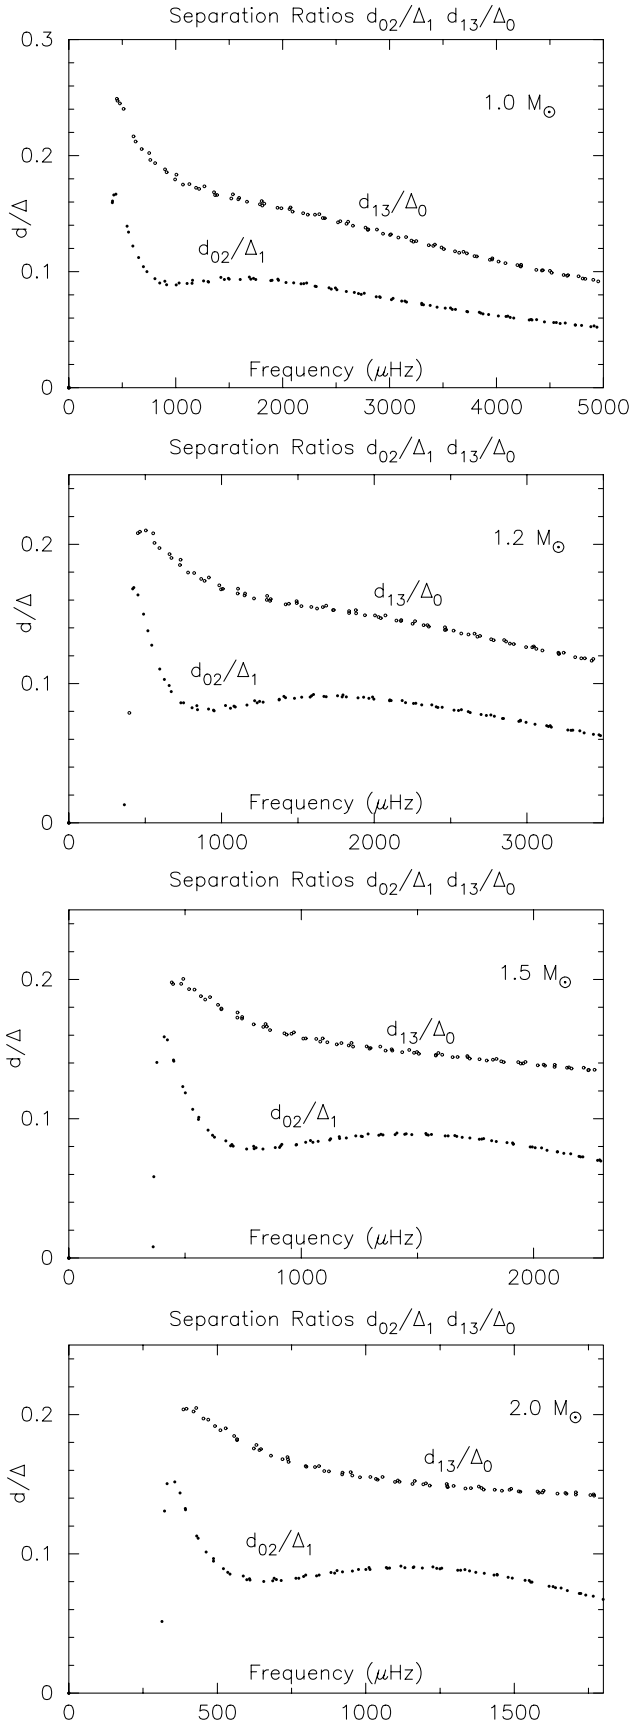 Separation Ratios d₀₂/Δ₁ d₁₃/Δ₀
0.3
1.0 M⊙
0.2
d₁₃/Δ₀
d/Δ
d₀₂/Δ₁
0.1
Frequency (μHz)
0
0 1000 2000 3000 4000 5000
Separation Ratios d₀₂/Δ₁ d₁₃/Δ₀
1.2 M⊙
0.2
d₁₃/Δ₀
d/Δ
d₀₂/Δ₁
0.1
Frequency (μHz)
0
0 1000 2000 3000
Separation Ratios d₀₂/Δ₁ d₁₃/Δ₀
1.5 M⊙
0.2
d₁₃/Δ₀
d/Δ
d₀₂/Δ₁
0.1
Frequency (μHz)
0
0 1000 2000
Separation Ratios d₀₂/Δ₁ d₁₃/Δ₀
2.0 M⊙
0.2
d₁₃/Δ₀
d/Δ
d₀₂/Δ₁
0.1
Frequency (μHz)
0
0 500 1000 1500